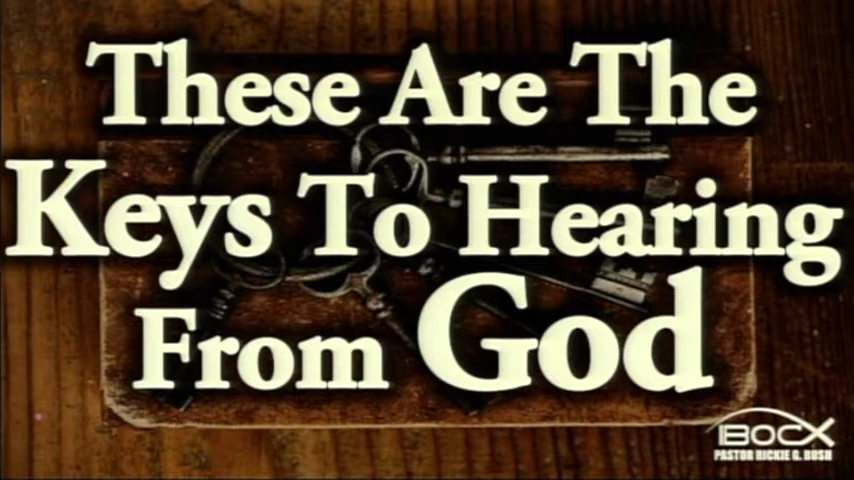 These Are The
Keys To Hearing
From God
BOCX
PASTOR RICKIE G. RUSH